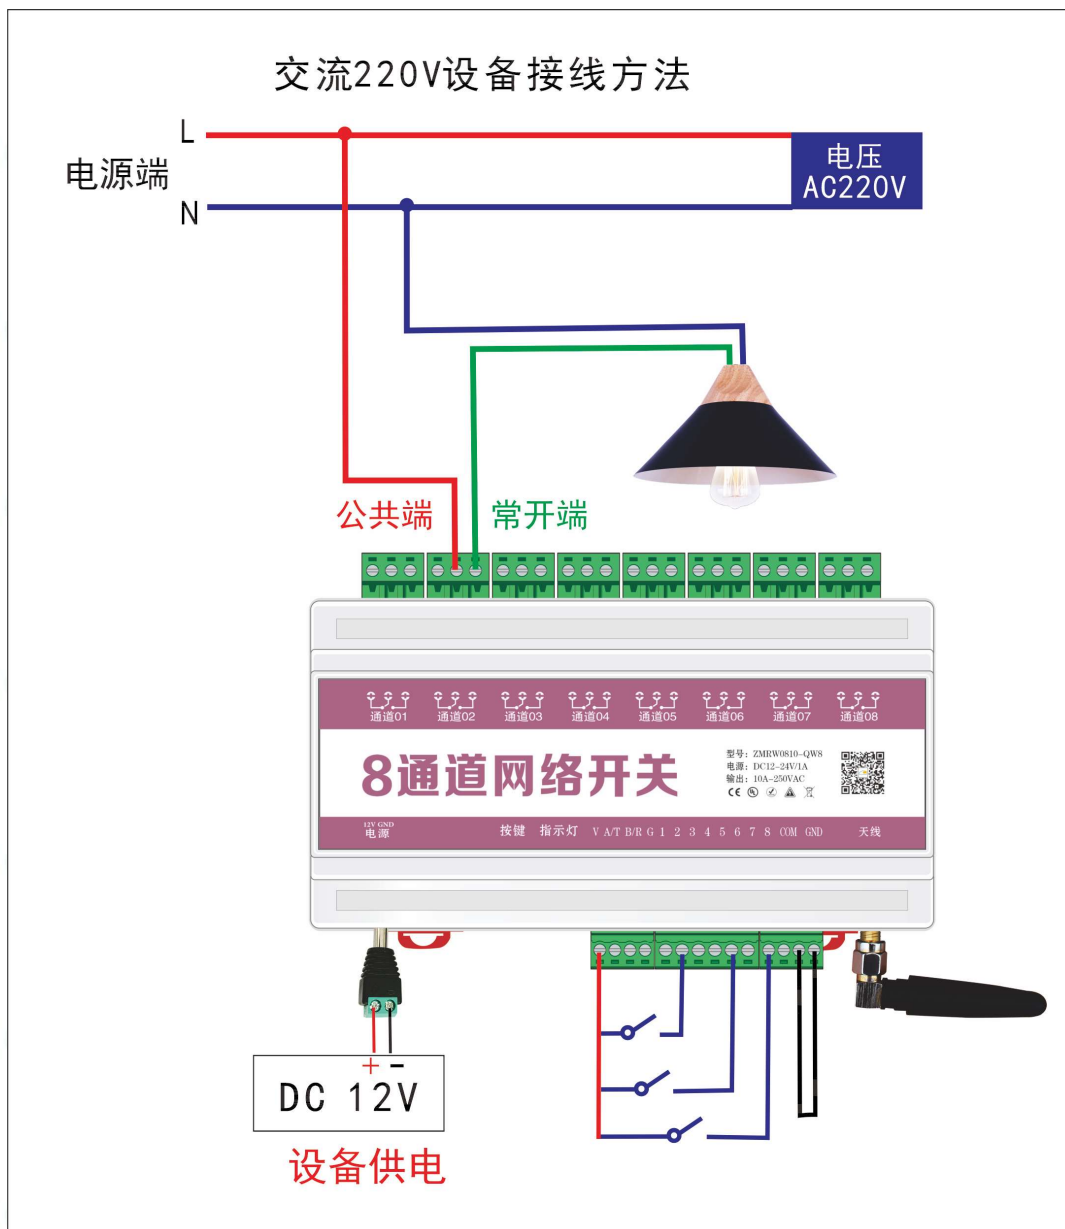 交流220V设备接线方法
L
电源端
N
电压
AC220V
公共端
常开端
通道01 通道02 通道03 通道04 通道05 通道06 通道07 通道08
8通道网络开关
型号: ZMRW0810-QW8
电源: DC12-24V/1A
输出: 10A-250VAC
CE UL
12V GND
电源
按键 指示灯 V A/T B/R G 1 2 3 4 5 6 7 8 COM GND 天线
+ -
DC 12V
设备供电